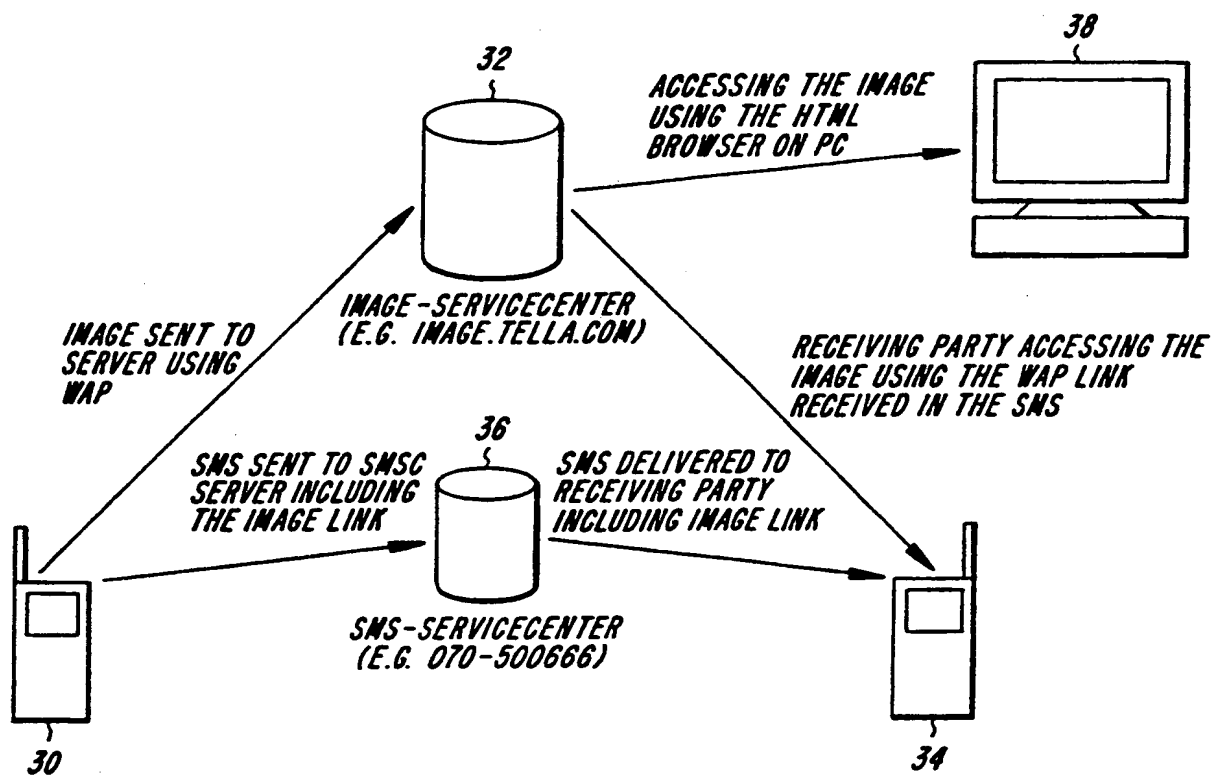 38
32
ACCESSING THE IMAGE
USING THE HTML
BROWSER ON PC
IMAGE-SERVICECENTER
(E.G. IMAGE.TELLA.COM)
IMAGE SENT TO
SERVER USING
WAP
RECEIVING PARTY ACCESSING THE
IMAGE USING THE WAP LINK
RECEIVED IN THE SMS
36
SMS SENT TO SMSC
SERVER INCLUDING
THE IMAGE LINK
SMS DELIVERED TO
RECEIVING PARTY
INCLUDING IMAGE LINK
SMS-SERVICECENTER
(E.G. 070-500666)
30
34